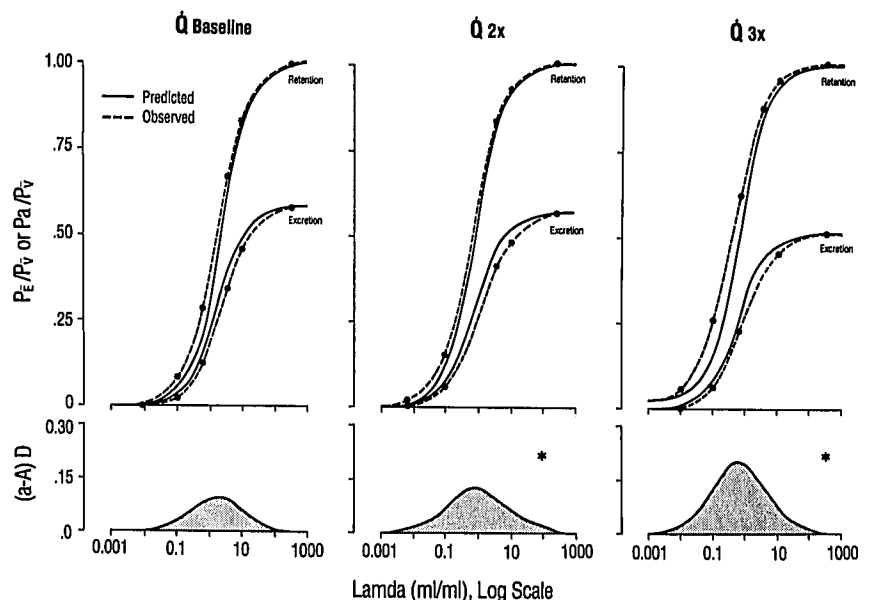 Q̇ Baseline
Q̇ 2x
Q̇ 3x
1.00
.75
.50
.25
0
Predicted
Observed
Retention
Excretion
Retention
Excretion
Retention
Excretion
PĒ/Pv̄ or Pa/Pv̄
0.30
.15
.0
(a-A) D
*
*
0.001 0.1 10 1000
0.001 0.1 10 1000
0.001 0.1 10 1000
Lamda (ml/ml), Log Scale